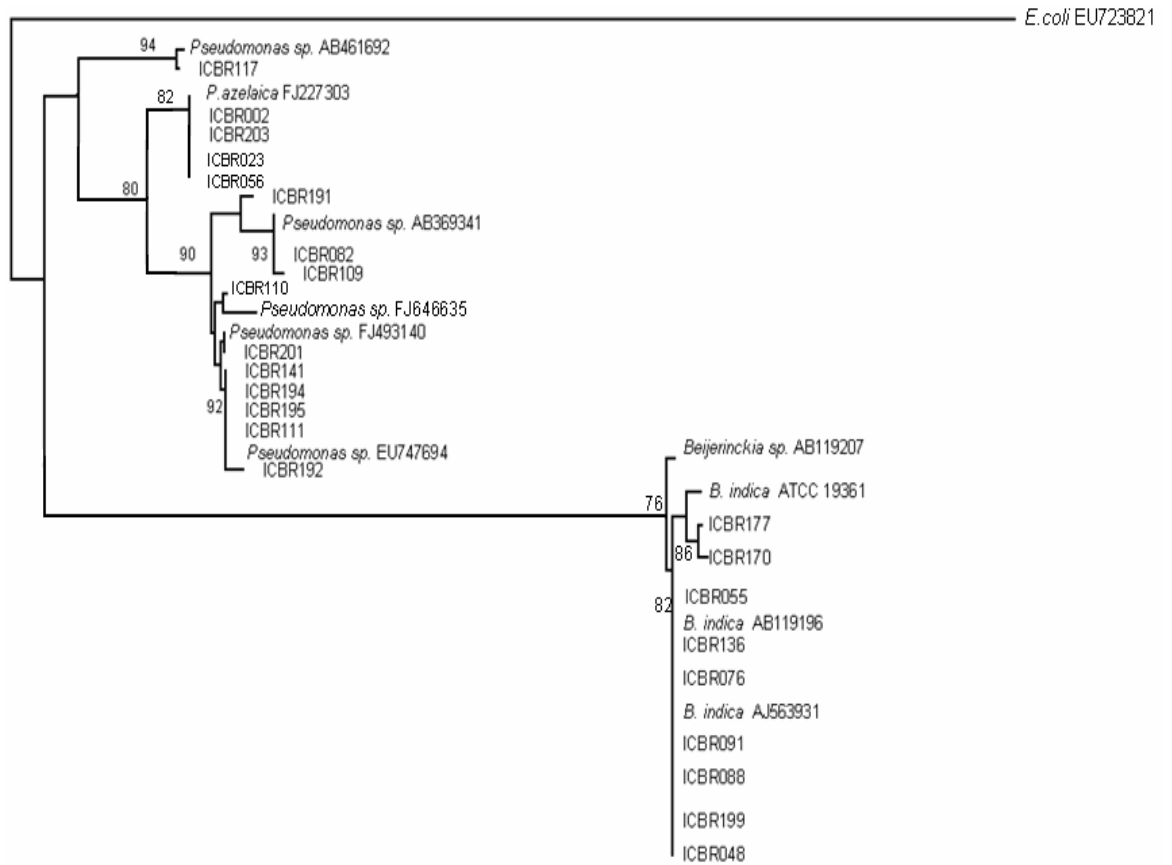 E.coli EU723821
94
Pseudomonas sp. AB461692
ICBR117
82
P.azelaica FJ227303
ICBR002
ICBR203
ICBR023
ICBR056
80
ICBR191
Pseudomonas sp. AB369341
90
93
ICBR082
ICBR109
ICBR110
Pseudomonas sp. FJ646635
Pseudomonas sp. FJ493140
ICBR201
ICBR141
ICBR194
92
ICBR195
ICBR111
Pseudomonas sp. EU747694
ICBR192
Beijerinckia sp. AB119207
B. indica ATCC 19361
76
ICBR177
86
ICBR170
ICBR055
82
B. indica AB119196
ICBR136
ICBR076
B. indica AJ563931
ICBR091
ICBR088
ICBR199
ICBR048